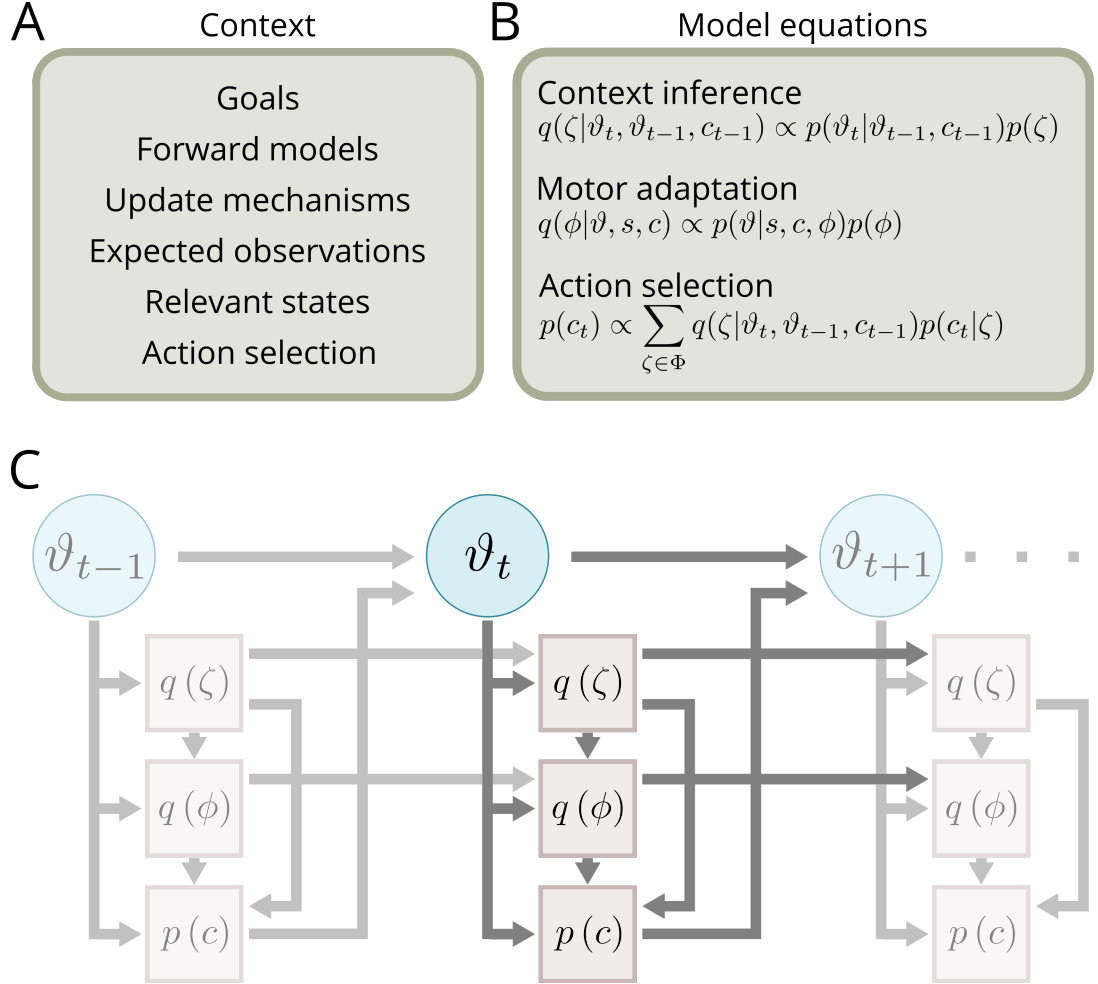 A Context
Goals
Forward models
Update mechanisms
Expected observations
Relevant states
Action selection
B Model equations
Context inference
q(ζ|ϑ_t, ϑ_{t−1}, c_{t−1}) ∝ p(ϑ_t|ϑ_{t−1}, c_{t−1})p(ζ)
Motor adaptation
q(ϕ|ϑ, s, c) ∝ p(ϑ|s, c, ϕ)p(ϕ)
Action selection
p(c_t) ∝ ∑_{ζ∈Φ} q(ζ|ϑ_t, ϑ_{t−1}, c_{t−1})p(c_t|ζ)
C
ϑ_{t−1} ϑ_t ϑ_{t+1} . . .
q (ζ) q (ζ) q (ζ)
q (ϕ) q (ϕ) q (ϕ)
p (c) p (c) p (c)